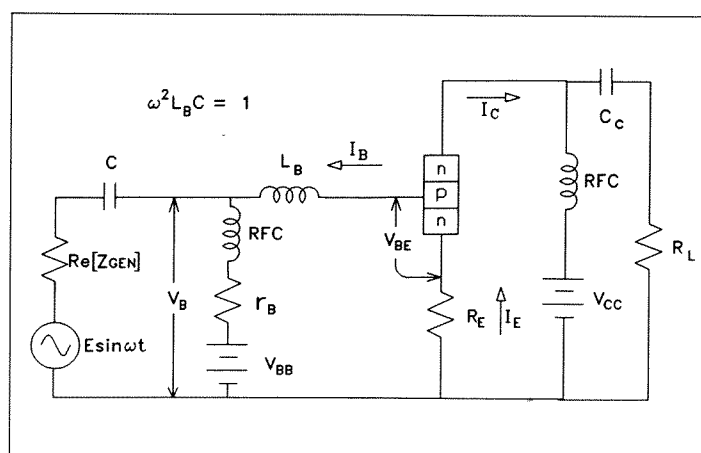 ω²L_BC = 1
I_C
C_C
C
L_B
I_B
n
p
n
RFC
RFC
Re[Z_GEN]
V_B
V_BE
R_L
r_B
R_E
I_E
V_CC
Esinωt
V_BB